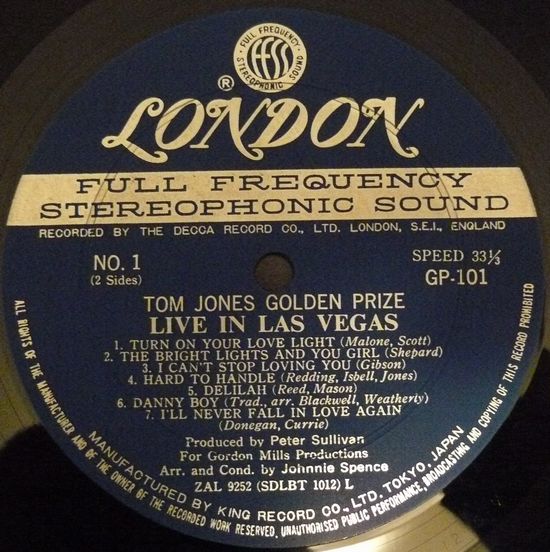 FULL FREQUENCY
ffss
STEREOPHONIC SOUND
®
LONDON
FULL FREQUENCY
STEREOPHONIC SOUND
RECORDED BY THE DECCA RECORD CO., LTD. LONDON, S.E.I., ENGLAND
NO. 1
(2 Sides)
SPEED 33⅓
GP-101
TOM JONES GOLDEN PRIZE
LIVE IN LAS VEGAS
1. TURN ON YOUR LOVE LIGHT (Malone, Scott)
2. THE BRIGHT LIGHTS AND YOU GIRL (Shepard)
3. I CAN'T STOP LOVING YOU (Gibson)
4. HARD TO HANDLE (Redding, Isbell, Jones)
5. DELILAH (Reed, Mason)
6. DANNY BOY (Trad., arr. Blackwell, Weatherly)
7. I'LL NEVER FALL IN LOVE AGAIN
(Donegan, Currie)
Produced by Peter Sullivan
For Gordon Mills Productions
Arr. and Cond. by Johnnie Spence
ZAL 9252 (SDLBT 1012) L
MANUFACTURED BY KING RECORD CO., LTD. TOKYO, JAPAN
ALL RIGHTS OF THE MANUFACTURER AND OF THE OWNER OF THE RECORDED WORK RESERVED. UNAUTHORISED PUBLIC PERFORMANCE, BROADCASTING AND COPYING OF THIS RECORD PROHIBITED